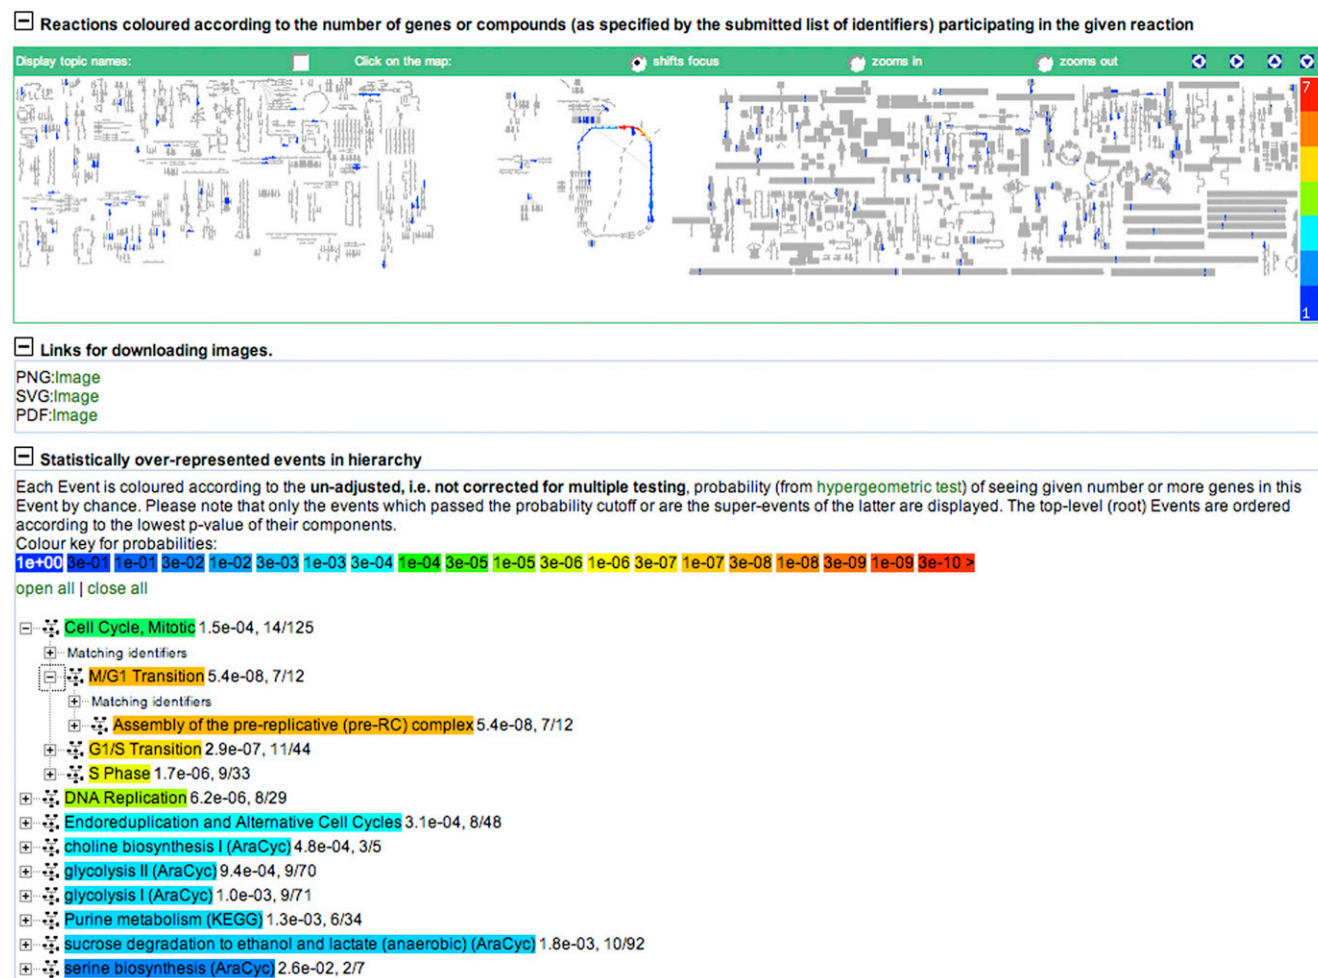 Reactions coloured according to the number of genes or compounds (as specified by the submitted list of identifiers) participating in the given reaction
Display topic names: Click on the map: shifts focus zooms in zooms out
7
1
Links for downloading images.
PNG:Image
SVG:Image
PDF:Image
Statistically over-represented events in hierarchy
Each Event is coloured according to the un-adjusted, i.e. not corrected for multiple testing, probability (from hypergeometric test) of seeing given number or more genes in this
Event by chance. Please note that only the events which passed the probability cutoff or are the super-events of the latter are displayed. The top-level (root) Events are ordered
according to the lowest p-value of their components.
Colour key for probabilities:
1e+00 3e-01 1e-01 3e-02 1e-02 3e-03 1e-03 3e-04 1e-04 3e-05 1e-05 3e-06 1e-06 3e-07 1e-07 3e-08 1e-08 3e-09 1e-09 3e-10 >
open all | close all
Cell Cycle, Mitotic 1.5e-04, 14/125
Matching identifiers
M/G1 Transition 5.4e-08, 7/12
Matching identifiers
Assembly of the pre-replicative (pre-RC) complex 5.4e-08, 7/12
G1/S Transition 2.9e-07, 11/44
S Phase 1.7e-06, 9/33
DNA Replication 6.2e-06, 8/29
Endoreduplication and Alternative Cell Cycles 3.1e-04, 8/48
choline biosynthesis I (AraCyc) 4.8e-04, 3/5
glycolysis II (AraCyc) 9.4e-04, 9/70
glycolysis I (AraCyc) 1.0e-03, 9/71
Purine metabolism (KEGG) 1.3e-03, 6/34
sucrose degradation to ethanol and lactate (anaerobic) (AraCyc) 1.8e-03, 10/92
serine biosynthesis (AraCyc) 2.6e-02, 2/7